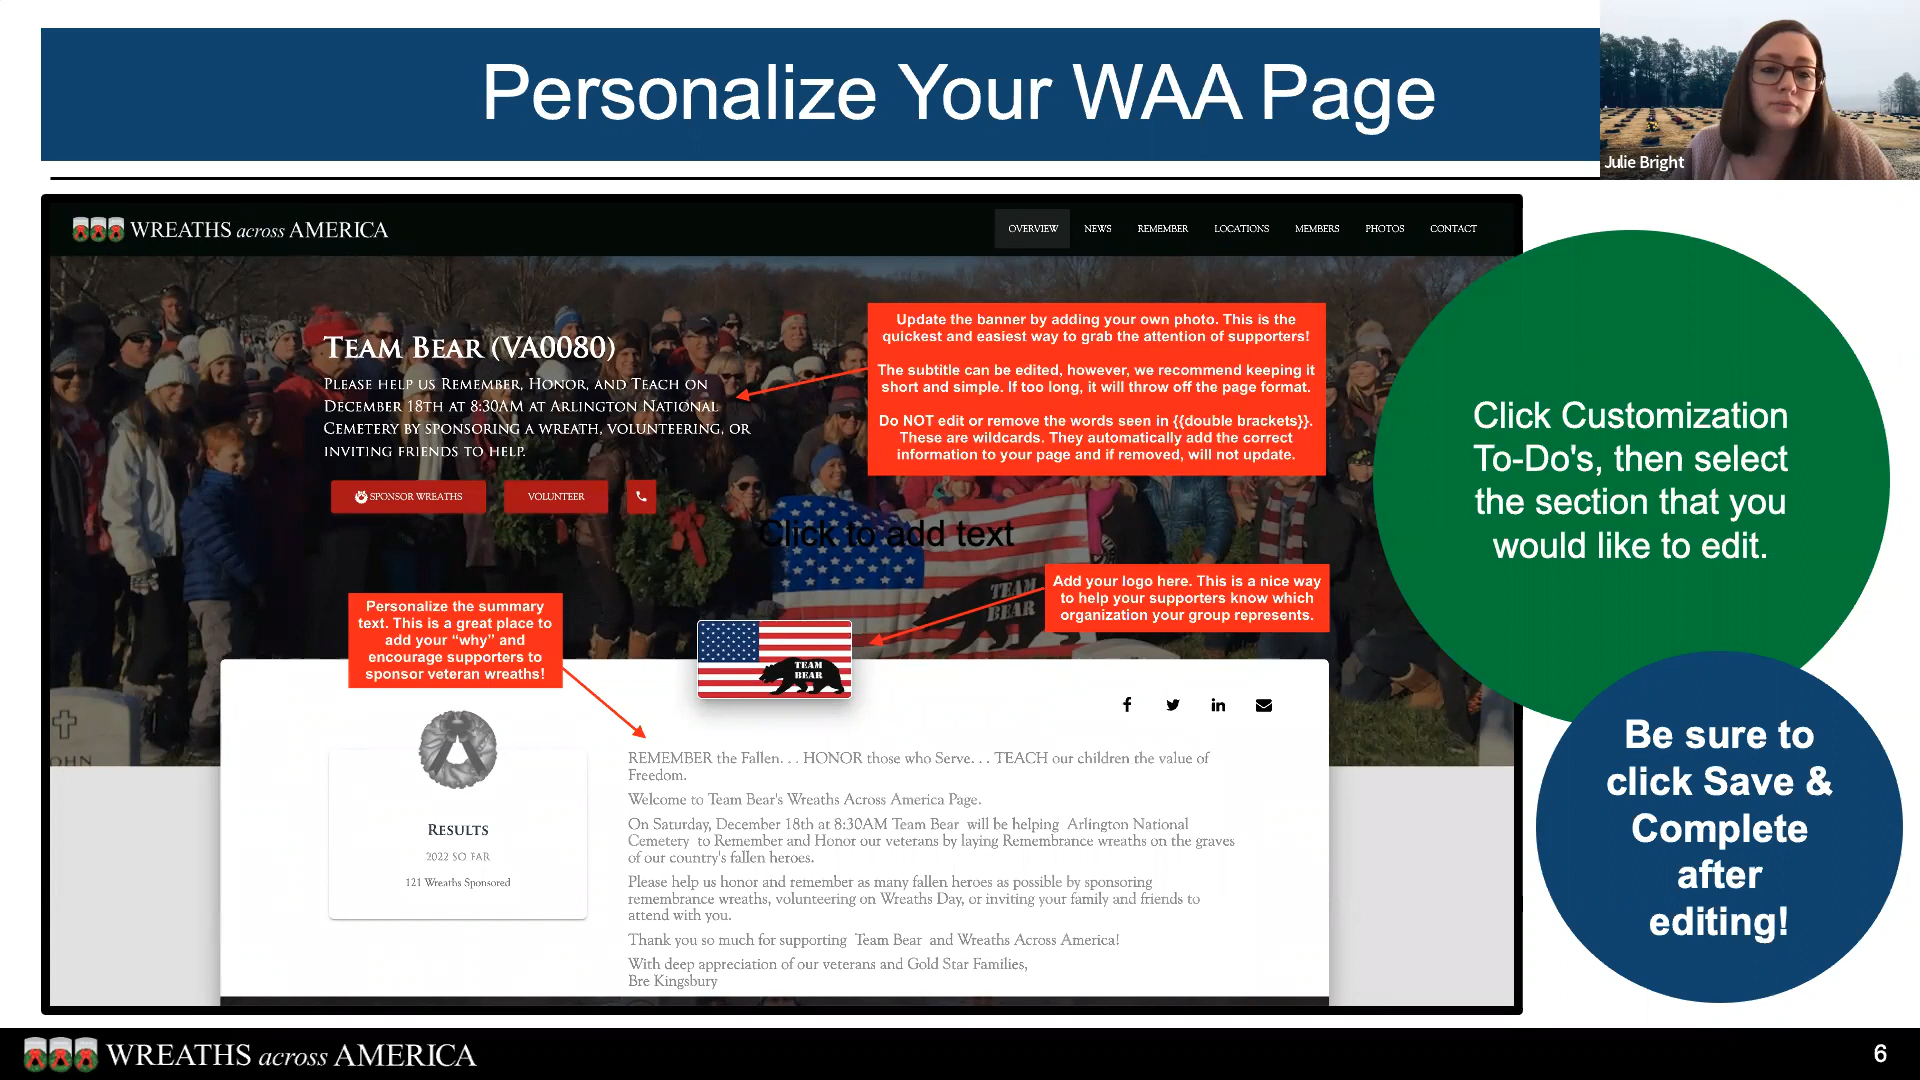 Personalize Your WAA Page
Julie Bright
WREATHS across AMERICA
OVERVIEW NEWS REMEMBER LOCATIONS MEMBERS PHOTOS CONTACT
TEAM BEAR (VA0080)
PLEASE HELP US REMEMBER, HONOR, AND TEACH ON
DECEMBER 18TH AT 8:30AM AT ARLINGTON NATIONAL
CEMETERY BY SPONSORING A WREATH, VOLUNTEERING, OR
INVITING FRIENDS TO HELP.
SPONSOR WREATHS VOLUNTEER
Update the banner by adding your own photo. This is the
quickest and easiest way to grab the attention of supporters!
The subtitle can be edited, however, we recommend keeping it
short and simple. If too long, it will throw off the page format.
Do NOT edit or remove the words seen in {{double brackets}}.
These are wildcards. They automatically add the correct
information to your page and if removed, will not update.
Click to add text
TEAM
BEAR
Add your logo here. This is a nice way
to help your supporters know which
organization your group represents.
Personalize the summary
text. This is a great place to
add your “why” and
encourage supporters to
sponsor veteran wreaths!
TEAM
BEAR
OHN
RESULTS
2022 SO FAR
121 Wreaths Sponsored
REMEMBER the Fallen. . . HONOR those who Serve. . . TEACH our children the value of
Freedom.
Welcome to Team Bear's Wreaths Across America Page.
On Saturday, December 18th at 8:30AM Team Bear will be helping Arlington National
Cemetery to Remember and Honor our veterans by laying Remembrance wreaths on the graves
of our country's fallen heroes.
Please help us honor and remember as many fallen heroes as possible by sponsoring
remembrance wreaths, volunteering on Wreaths Day, or inviting your family and friends to
attend with you.
Thank you so much for supporting Team Bear and Wreaths Across America!
With deep appreciation of our veterans and Gold Star Families,
Bre Kingsbury
Click Customization
To-Do's, then select
the section that you
would like to edit.
Be sure to
click Save &
Complete
after
editing!
WREATHS across AMERICA
6